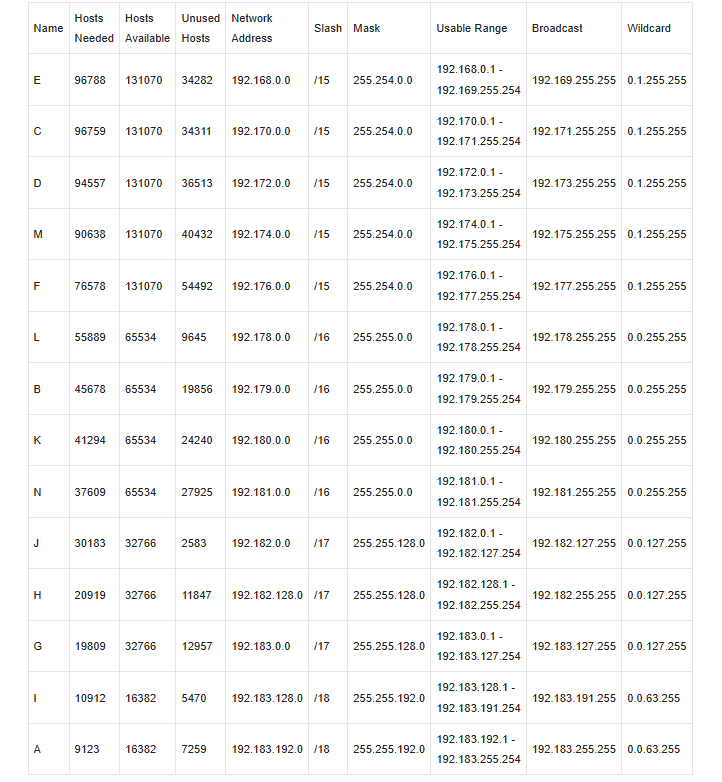 Name Hosts Needed Hosts Available Unused Hosts Network Address Slash Mask Usable Range Broadcast Wildcard
E 96788 131070 34282 192.168.0.0 /15 255.254.0.0 192.168.0.1 - 192.169.255.254 192.169.255.255 0.1.255.255
C 96759 131070 34311 192.170.0.0 /15 255.254.0.0 192.170.0.1 - 192.171.255.254 192.171.255.255 0.1.255.255
D 94557 131070 36513 192.172.0.0 /15 255.254.0.0 192.172.0.1 - 192.173.255.254 192.173.255.255 0.1.255.255
M 90638 131070 40432 192.174.0.0 /15 255.254.0.0 192.174.0.1 - 192.175.255.254 192.175.255.255 0.1.255.255
F 76578 131070 54492 192.176.0.0 /15 255.254.0.0 192.176.0.1 - 192.177.255.254 192.177.255.255 0.1.255.255
L 55889 65534 9645 192.178.0.0 /16 255.255.0.0 192.178.0.1 - 192.178.255.254 192.178.255.255 0.0.255.255
B 45678 65534 19856 192.179.0.0 /16 255.255.0.0 192.179.0.1 - 192.179.255.254 192.179.255.255 0.0.255.255
K 41294 65534 24240 192.180.0.0 /16 255.255.0.0 192.180.0.1 - 192.180.255.254 192.180.255.255 0.0.255.255
N 37609 65534 27925 192.181.0.0 /16 255.255.0.0 192.181.0.1 - 192.181.255.254 192.181.255.255 0.0.255.255
J 30183 32766 2583 192.182.0.0 /17 255.255.128.0 192.182.0.1 - 192.182.127.254 192.182.127.255 0.0.127.255
H 20919 32766 11847 192.182.128.0 /17 255.255.128.0 192.182.128.1 - 192.182.255.254 192.182.255.255 0.0.127.255
G 19809 32766 12957 192.183.0.0 /17 255.255.128.0 192.183.0.1 - 192.183.127.254 192.183.127.255 0.0.127.255
I 10912 16382 5470 192.183.128.0 /18 255.255.192.0 192.183.128.1 - 192.183.191.254 192.183.191.255 0.0.63.255
A 9123 16382 7259 192.183.192.0 /18 255.255.192.0 192.183.192.1 - 192.183.255.254 192.183.255.255 0.0.63.255